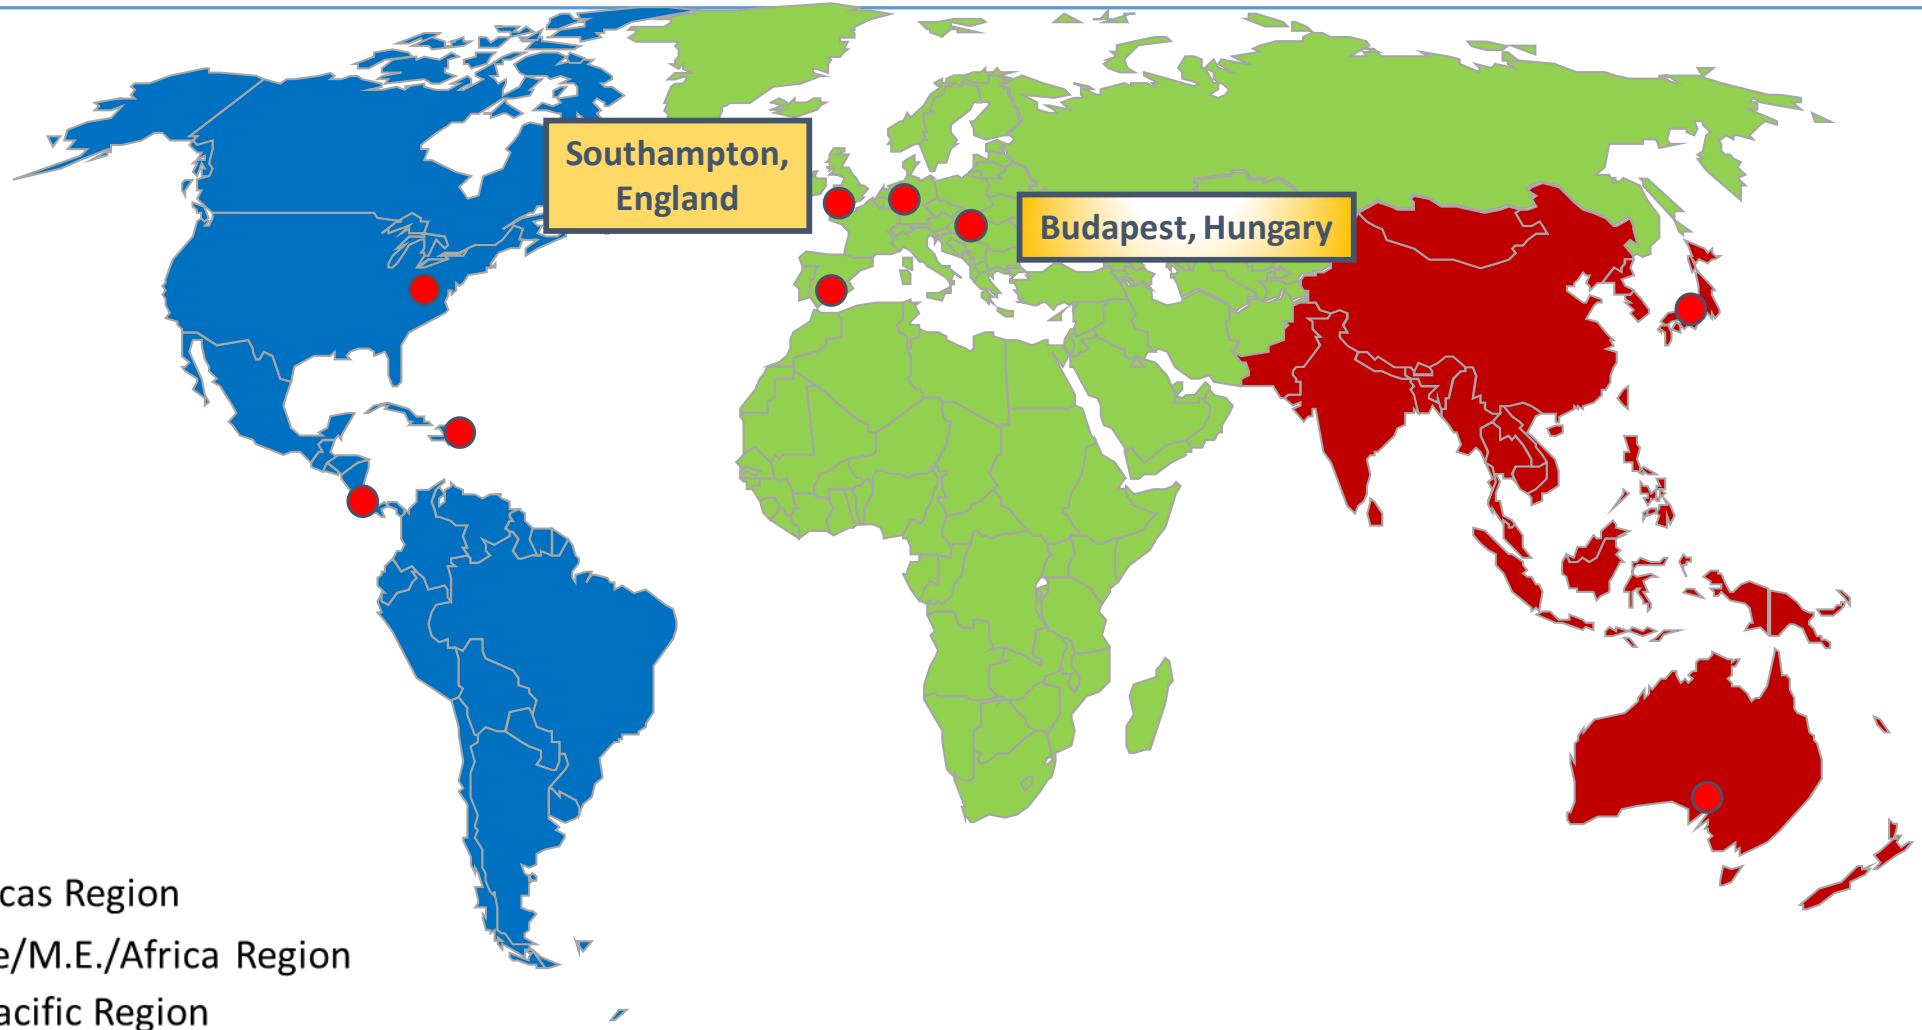 Southampton,
England
Budapest, Hungary
cas Region
e/M.E./Africa Region
acific Region